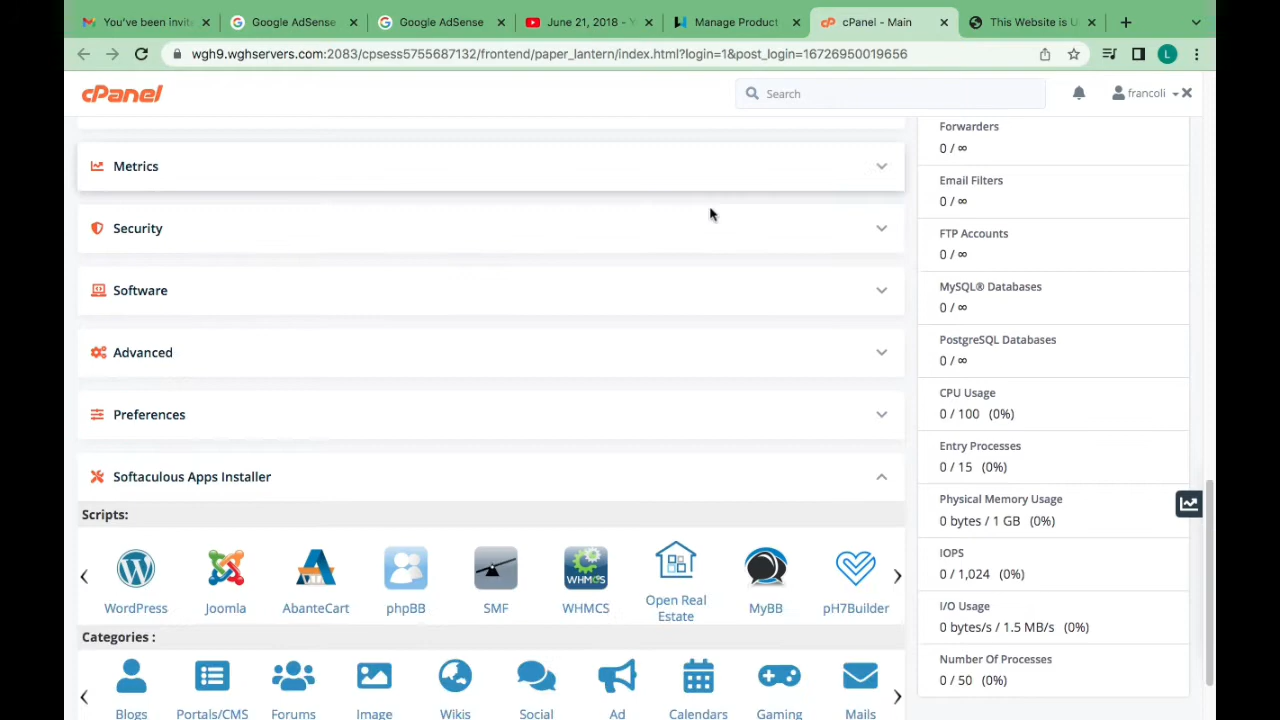 You've been invite
Google AdSense
Google AdSense
June 21, 2018 - Y
Manage Product
cPanel - Main
This Website is U
wgh9.wghservers.com:2083/cpsess5755687132/frontend/paper_lantern/index.html?login=1&post_login=16726950019656
L
cPanel
Search
francoli
Metrics
Security
Software
Advanced
Preferences
Softaculous Apps Installer
Scripts:
WordPress
Joomla
AbanteCart
phpBB
SMF
WHMCS
WHMCS
Open Real
Estate
MyBB
pH7Builder
Categories :
Blogs
Portals/CMS
Forums
Image
Wikis
Social
Ad
Calendars
Gaming
Mails
Forwarders
0 / ∞
Email Filters
0 / ∞
FTP Accounts
0 / ∞
MySQL® Databases
0 / ∞
PostgreSQL Databases
0 / ∞
CPU Usage
0 / 100 (0%)
Entry Processes
0 / 15 (0%)
Physical Memory Usage
0 bytes / 1 GB (0%)
IOPS
0 / 1,024 (0%)
I/O Usage
0 bytes/s / 1.5 MB/s (0%)
Number Of Processes
0 / 50 (0%)